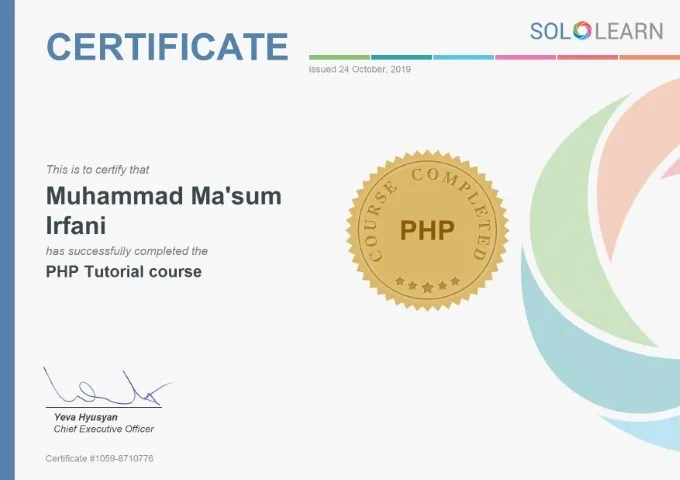 CERTIFICATE
SOLOLEARN
Issued 24 October, 2019
This is to certify that
Muhammad Ma'sum
Irfani
has successfully completed the
PHP Tutorial course
COURSE COMPLETED
PHP
Yeva Hyusyan
Chief Executive Officer
Certificate #1059-8710776